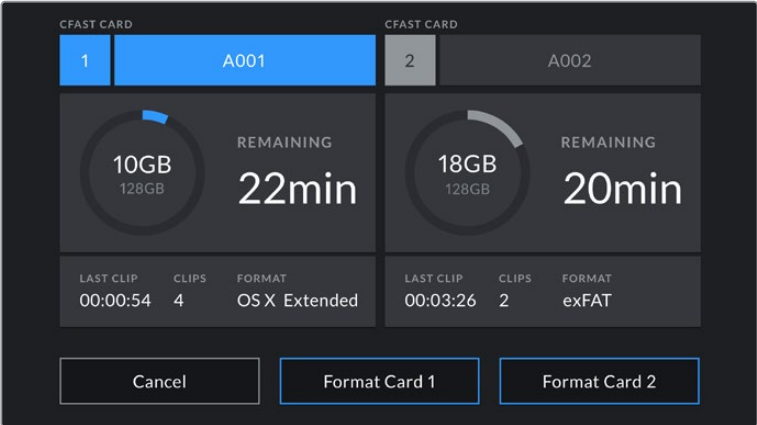 CFAST CARD
1 A001
10GB
128GB
REMAINING
22min
LAST CLIP CLIPS FORMAT
00:00:54 4 OS X Extended
CFAST CARD
2 A002
18GB
128GB
REMAINING
20min
LAST CLIP CLIPS FORMAT
00:03:26 2 exFAT
Cancel Format Card 1 Format Card 2